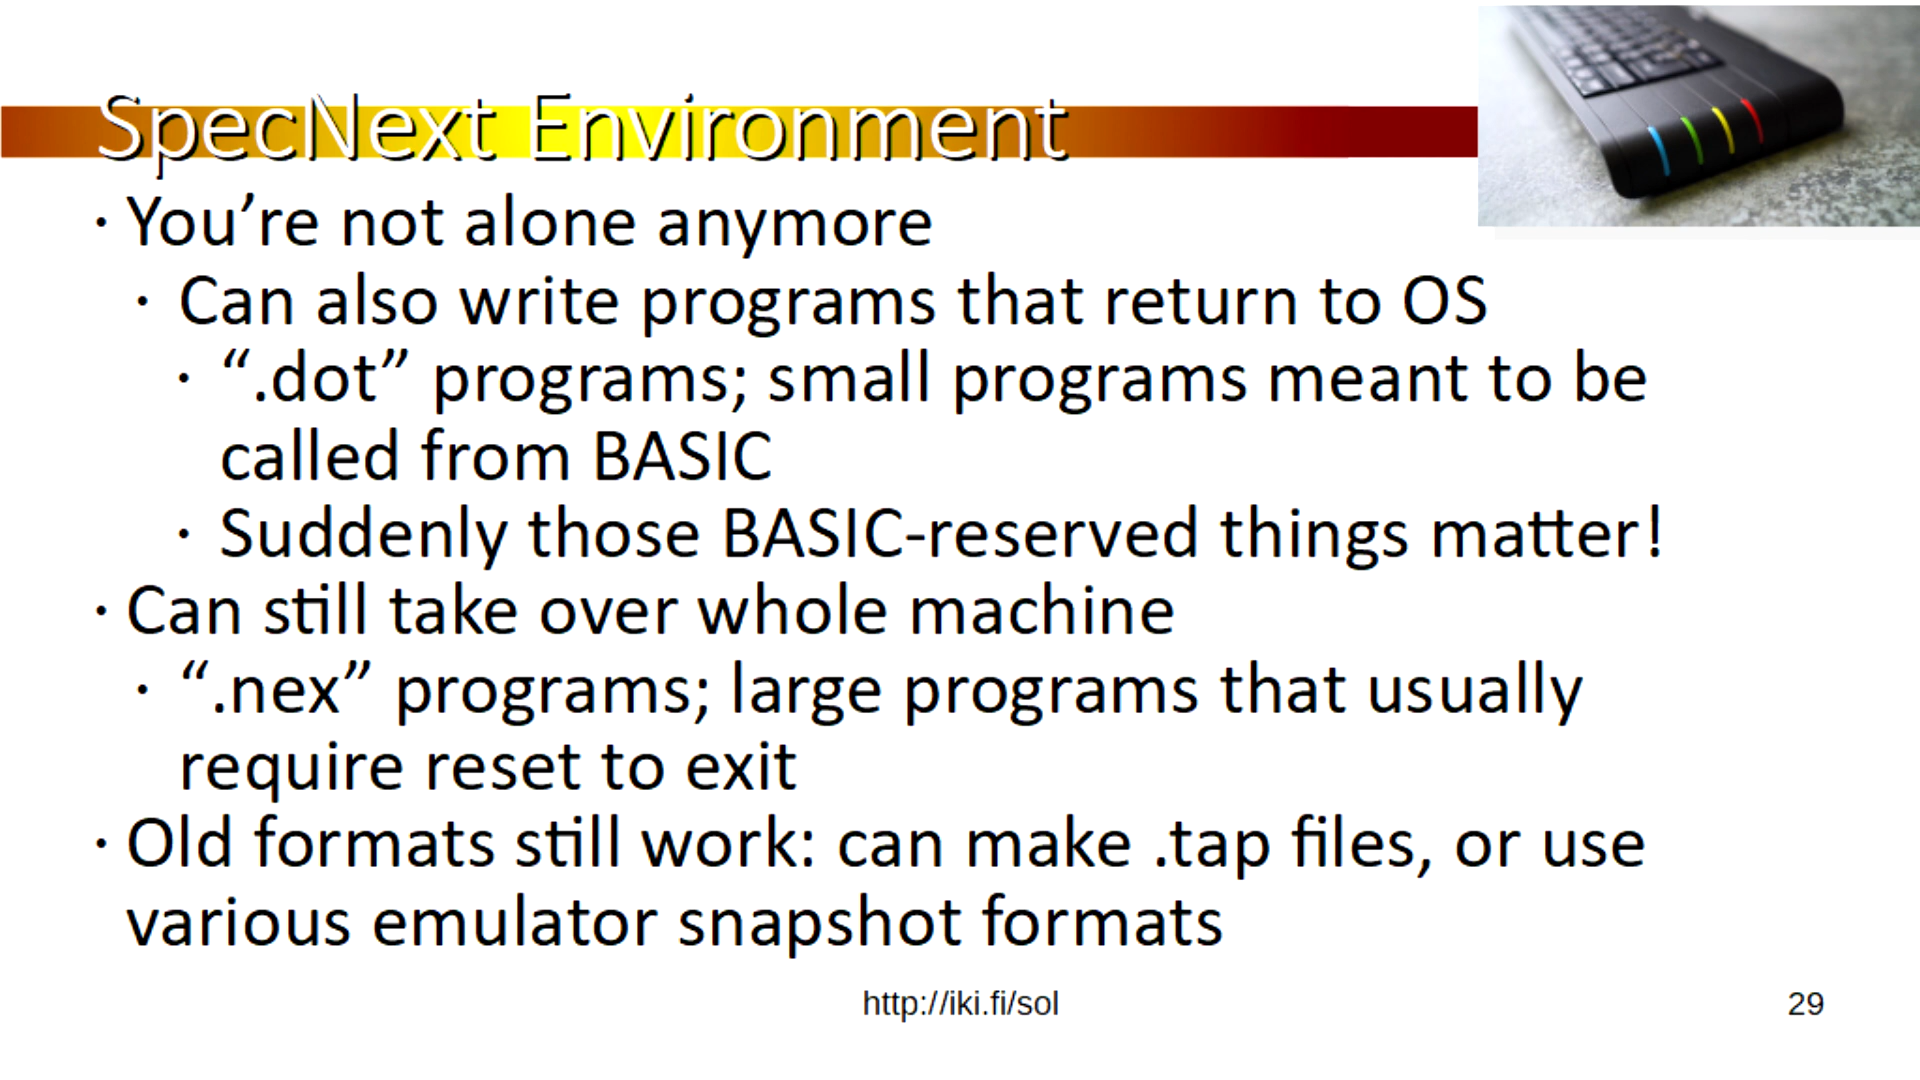 SpecNext Environment
· You’re not alone anymore
· Can also write programs that return to OS
· “.dot” programs; small programs meant to be
called from BASIC
· Suddenly those BASIC-reserved things matter!
· Can still take over whole machine
· “.nex” programs; large programs that usually
require reset to exit
· Old formats still work: can make .tap files, or use
various emulator snapshot formats
http://iki.fi/sol
29